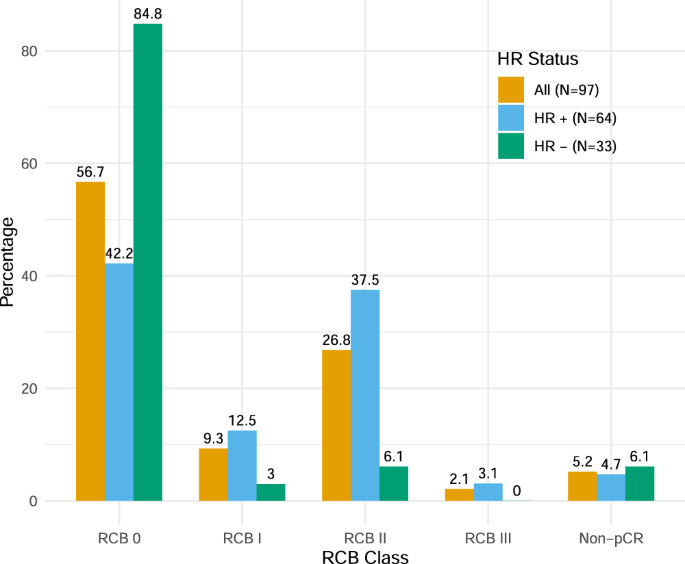 84.8
80
HR Status
All (N=97)
HR + (N=64)
HR − (N=33)
60
56.7
42.2
Percentage
40
37.5
26.8
20
9.3
12.5
3
6.1
2.1
3.1
0
5.2
4.7
6.1
0
RCB 0
RCB I
RCB II
RCB III
Non−pCR
RCB Class